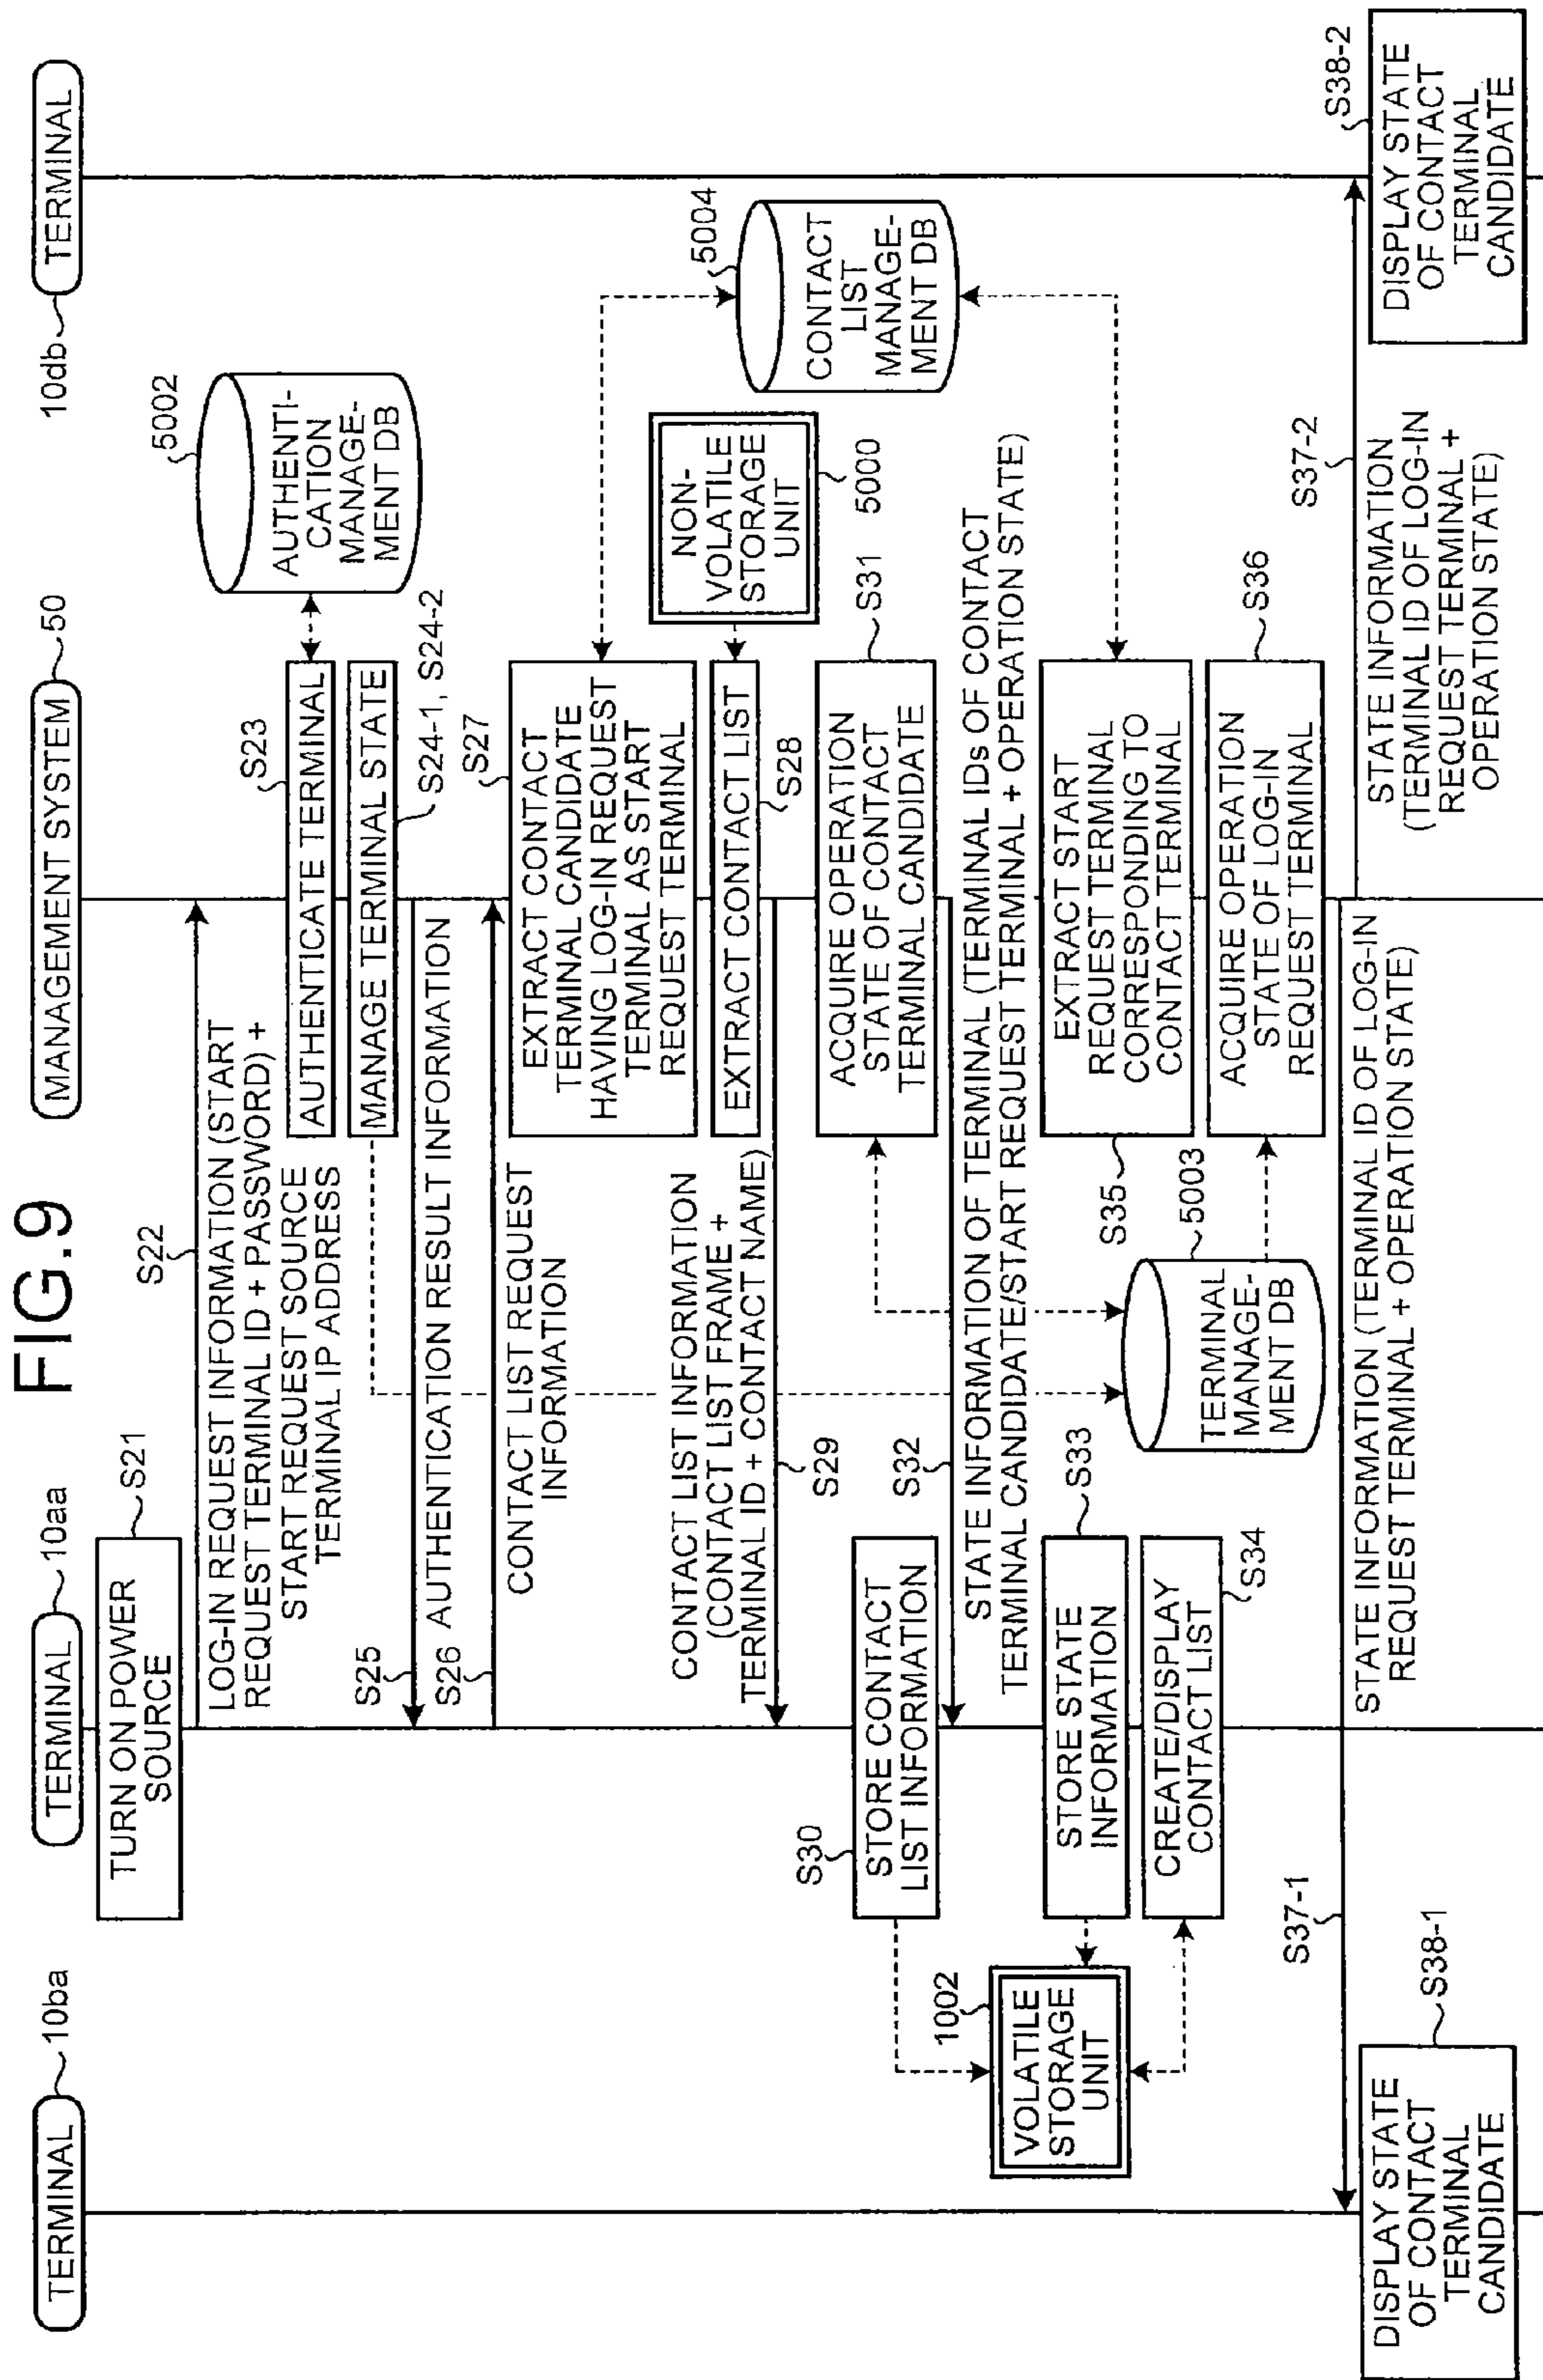 FIG.9
TERMINAL
10ba
TERMINAL
10aa
MANAGEMENT SYSTEM
50
TERMINAL
10db
TURN ON POWER
SOURCE
S21
S22
LOG-IN REQUEST INFORMATION (START
REQUEST TERMINAL ID + PASSWORD) +
START REQUEST SOURCE
TERMINAL IP ADDRESS
S23
AUTHENTICATE TERMINAL
5002
AUTHENTI-
CATION
MANAGE-
MENT DB
MANAGE TERMINAL STATE
S24-1, S24-2
S25
AUTHENTICATION RESULT INFORMATION
S26
CONTACT LIST REQUEST
INFORMATION
S27
EXTRACT CONTACT
TERMINAL CANDIDATE
HAVING LOG-IN REQUEST
TERMINAL AS START
REQUEST TERMINAL
5004
CONTACT
LIST
MANAGE-
MENT DB
NON-
VOLATILE
STORAGE
UNIT
5000
EXTRACT CONTACT LIST
S28
CONTACT LIST INFORMATION
(CONTACT LIST FRAME +
TERMINAL ID + CONTACT NAME)
S29
S30
STORE CONTACT
LIST INFORMATION
ACQUIRE OPERATION
STATE OF CONTACT
TERMINAL CANDIDATE
S31
S32
STATE INFORMATION OF TERMINAL (TERMINAL IDs OF CONTACT
TERMINAL CANDIDATE/START REQUEST TERMINAL + OPERATION STATE)
1002
VOLATILE
STORAGE
UNIT
STORE STATE
INFORMATION
S33
CREATE/DISPLAY
CONTACT LIST
S34
EXTRACT START
REQUEST TERMINAL
CORRESPONDING TO
CONTACT TERMINAL
S35
5003
TERMINAL
MANAGE-
MENT DB
ACQUIRE OPERATION
STATE OF LOG-IN
REQUEST TERMINAL
S36
S37-1
STATE INFORMATION (TERMINAL ID OF LOG-IN
REQUEST TERMINAL + OPERATION STATE)
S37-2
STATE INFORMATION
(TERMINAL ID OF LOG-IN
REQUEST TERMINAL +
OPERATION STATE)
DISPLAY STATE
OF CONTACT
TERMINAL
CANDIDATE
S38-1
DISPLAY STATE
OF CONTACT
TERMINAL
CANDIDATE
S38-2